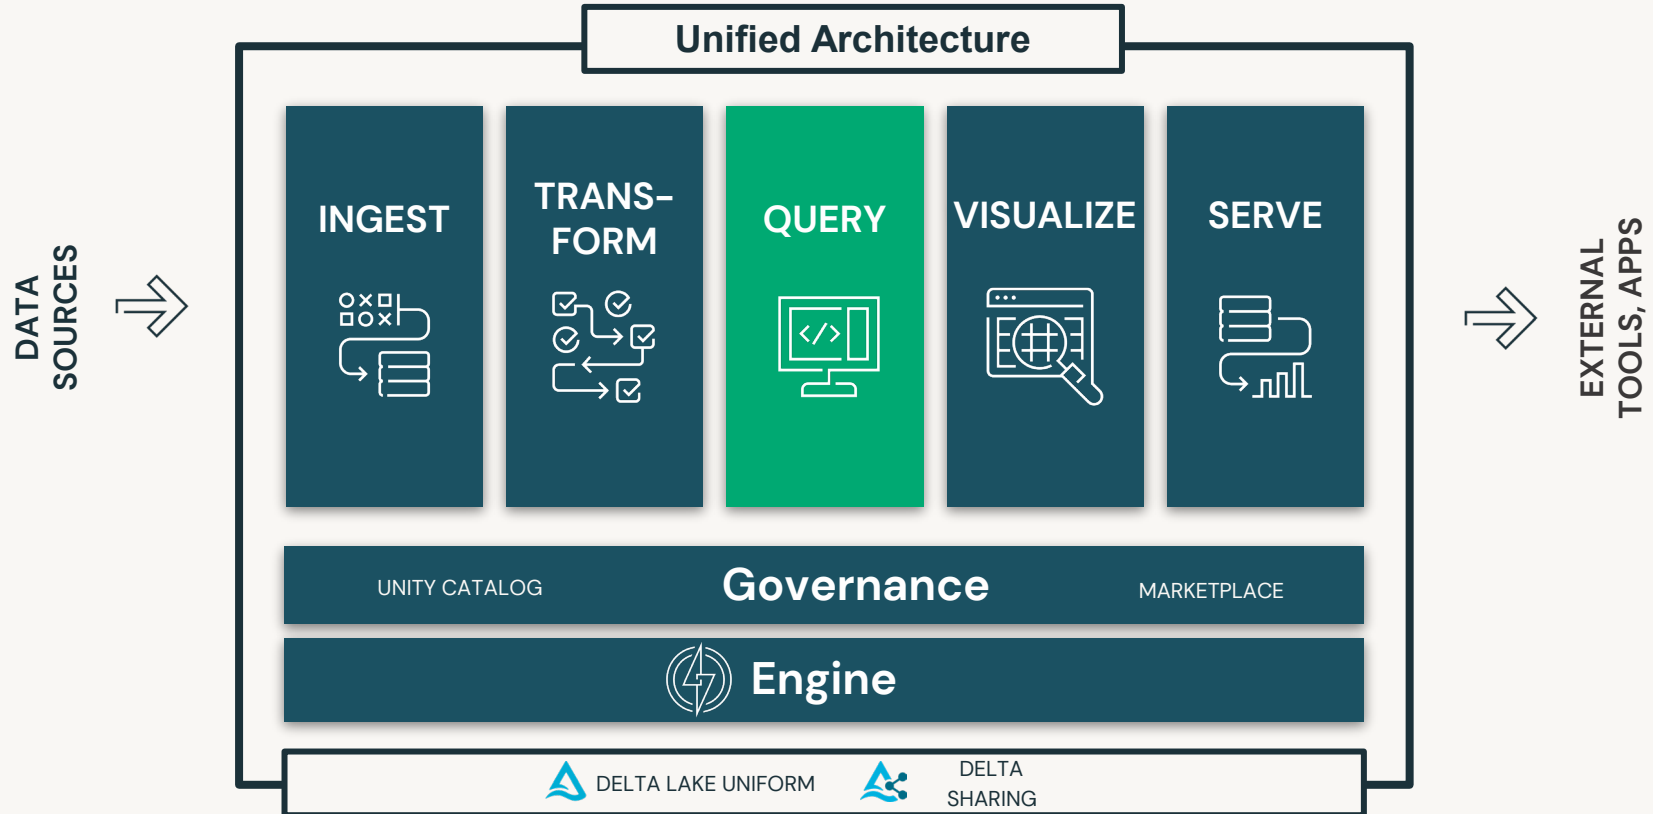 Unified Architecture
DATA
SOURCES
INGEST
TRANS-
FORM
QUERY
</>
VISUALIZE
SERVE
EXTERNAL
TOOLS, APPS
UNITY CATALOG
Governance
MARKETPLACE
Engine
DELTA LAKE UNIFORM
DELTA
SHARING